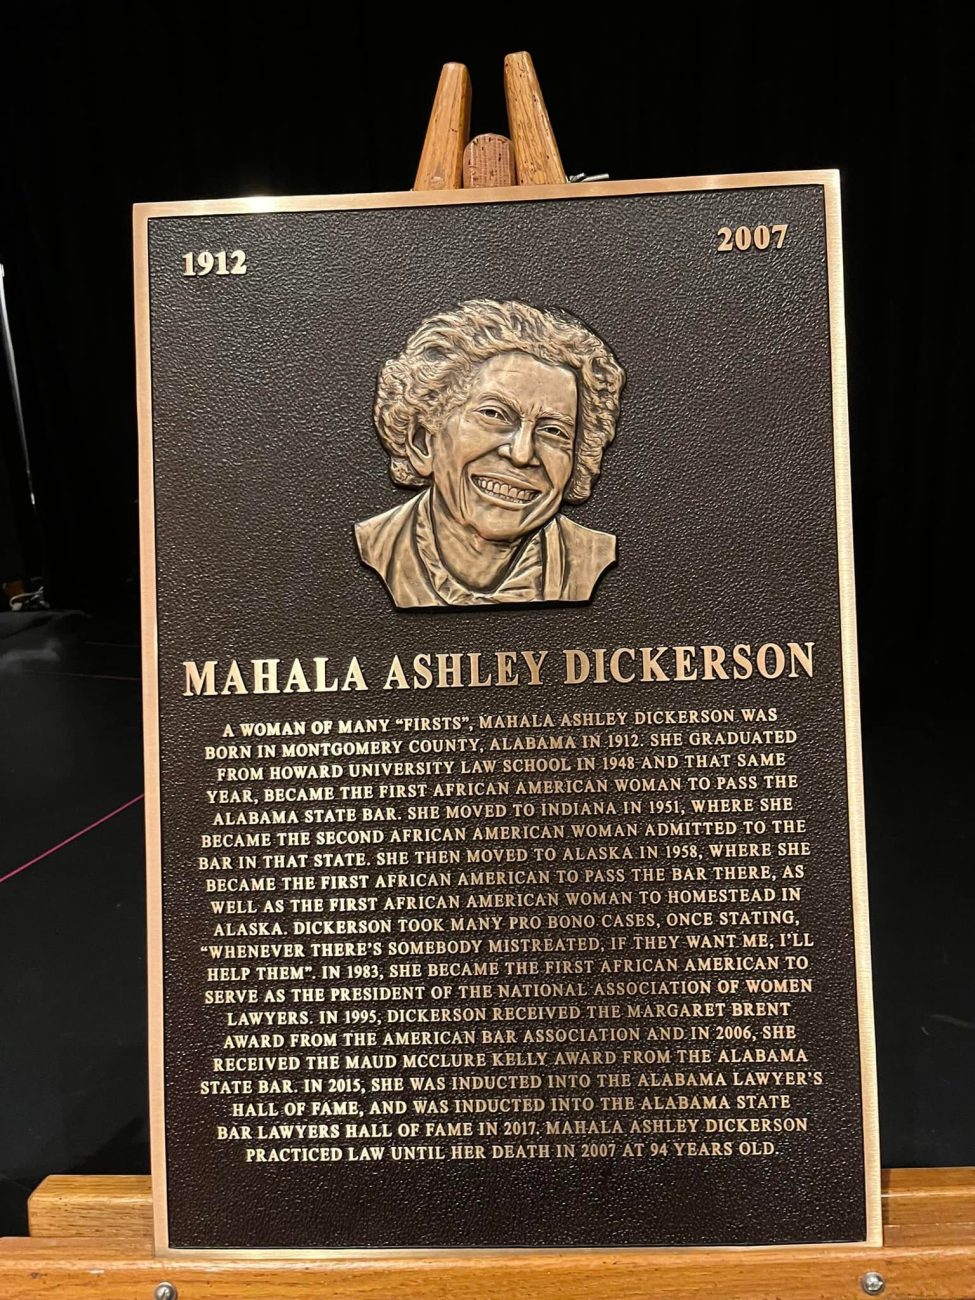 1912
2007
MAHALA ASHLEY DICKERSON
A WOMAN OF MANY “FIRSTS”, MAHALA ASHLEY DICKERSON WAS
BORN IN MONTGOMERY COUNTY, ALABAMA IN 1912. SHE GRADUATED
FROM HOWARD UNIVERSITY LAW SCHOOL IN 1948 AND THAT SAME
YEAR, BECAME THE FIRST AFRICAN AMERICAN WOMAN TO PASS THE
ALABAMA STATE BAR. SHE MOVED TO INDIANA IN 1951, WHERE SHE
BECAME THE SECOND AFRICAN AMERICAN WOMAN ADMITTED TO THE
BAR IN THAT STATE. SHE THEN MOVED TO ALASKA IN 1958, WHERE SHE
BECAME THE FIRST AFRICAN AMERICAN TO PASS THE BAR THERE, AS
WELL AS THE FIRST AFRICAN AMERICAN WOMAN TO HOMESTEAD IN
ALASKA. DICKERSON TOOK MANY PRO BONO CASES, ONCE STATING,
“WHENEVER THERE’S SOMEBODY MISTREATED, IF THEY WANT ME, I’LL
HELP THEM”. IN 1983, SHE BECAME THE FIRST AFRICAN AMERICAN TO
SERVE AS THE PRESIDENT OF THE NATIONAL ASSOCIATION OF WOMEN
LAWYERS. IN 1995, DICKERSON RECEIVED THE MARGARET BRENT
AWARD FROM THE AMERICAN BAR ASSOCIATION AND IN 2006, SHE
RECEIVED THE MAUD MCCLURE KELLY AWARD FROM THE ALABAMA
STATE BAR. IN 2015, SHE WAS INDUCTED INTO THE ALABAMA LAWYER’S
HALL OF FAME, AND WAS INDUCTED INTO THE ALABAMA STATE
BAR LAWYERS HALL OF FAME IN 2017. MAHALA ASHLEY DICKERSON
PRACTICED LAW UNTIL HER DEATH IN 2007 AT 94 YEARS OLD.